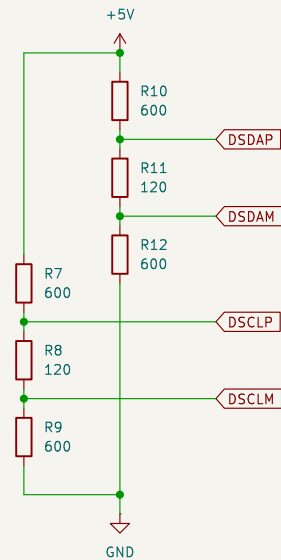 +5V
R10
600
DSDAP
R11
120
DSDAM
R12
600
R7
600
DSCLP
R8
120
DSCLM
R9
600
GND